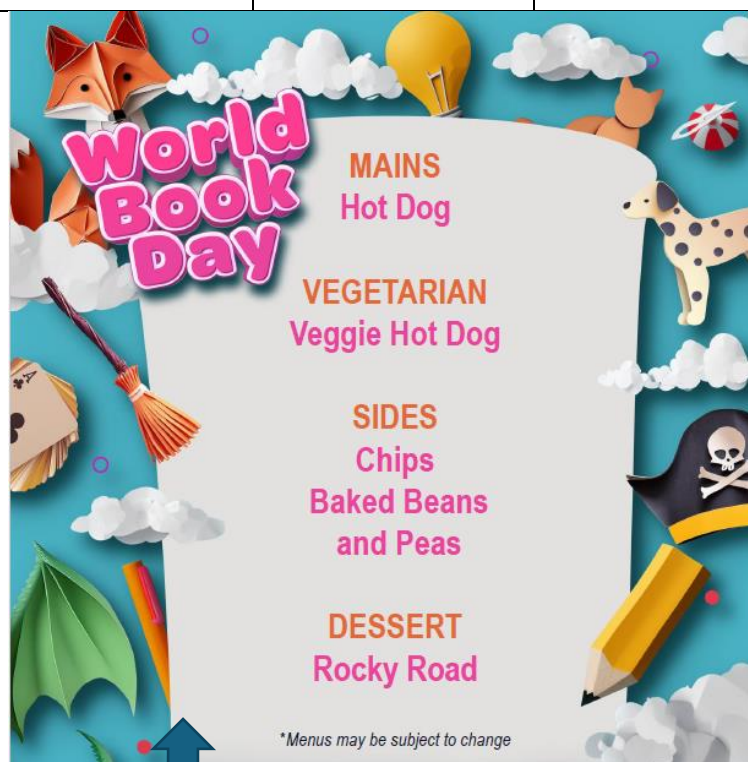 World
Book
Day
MAINS
Hot Dog
VEGETARIAN
Veggie Hot Dog
SIDES
Chips
Baked Beans
and Peas
DESSERT
Rocky Road
*Menus may be subject to change
A